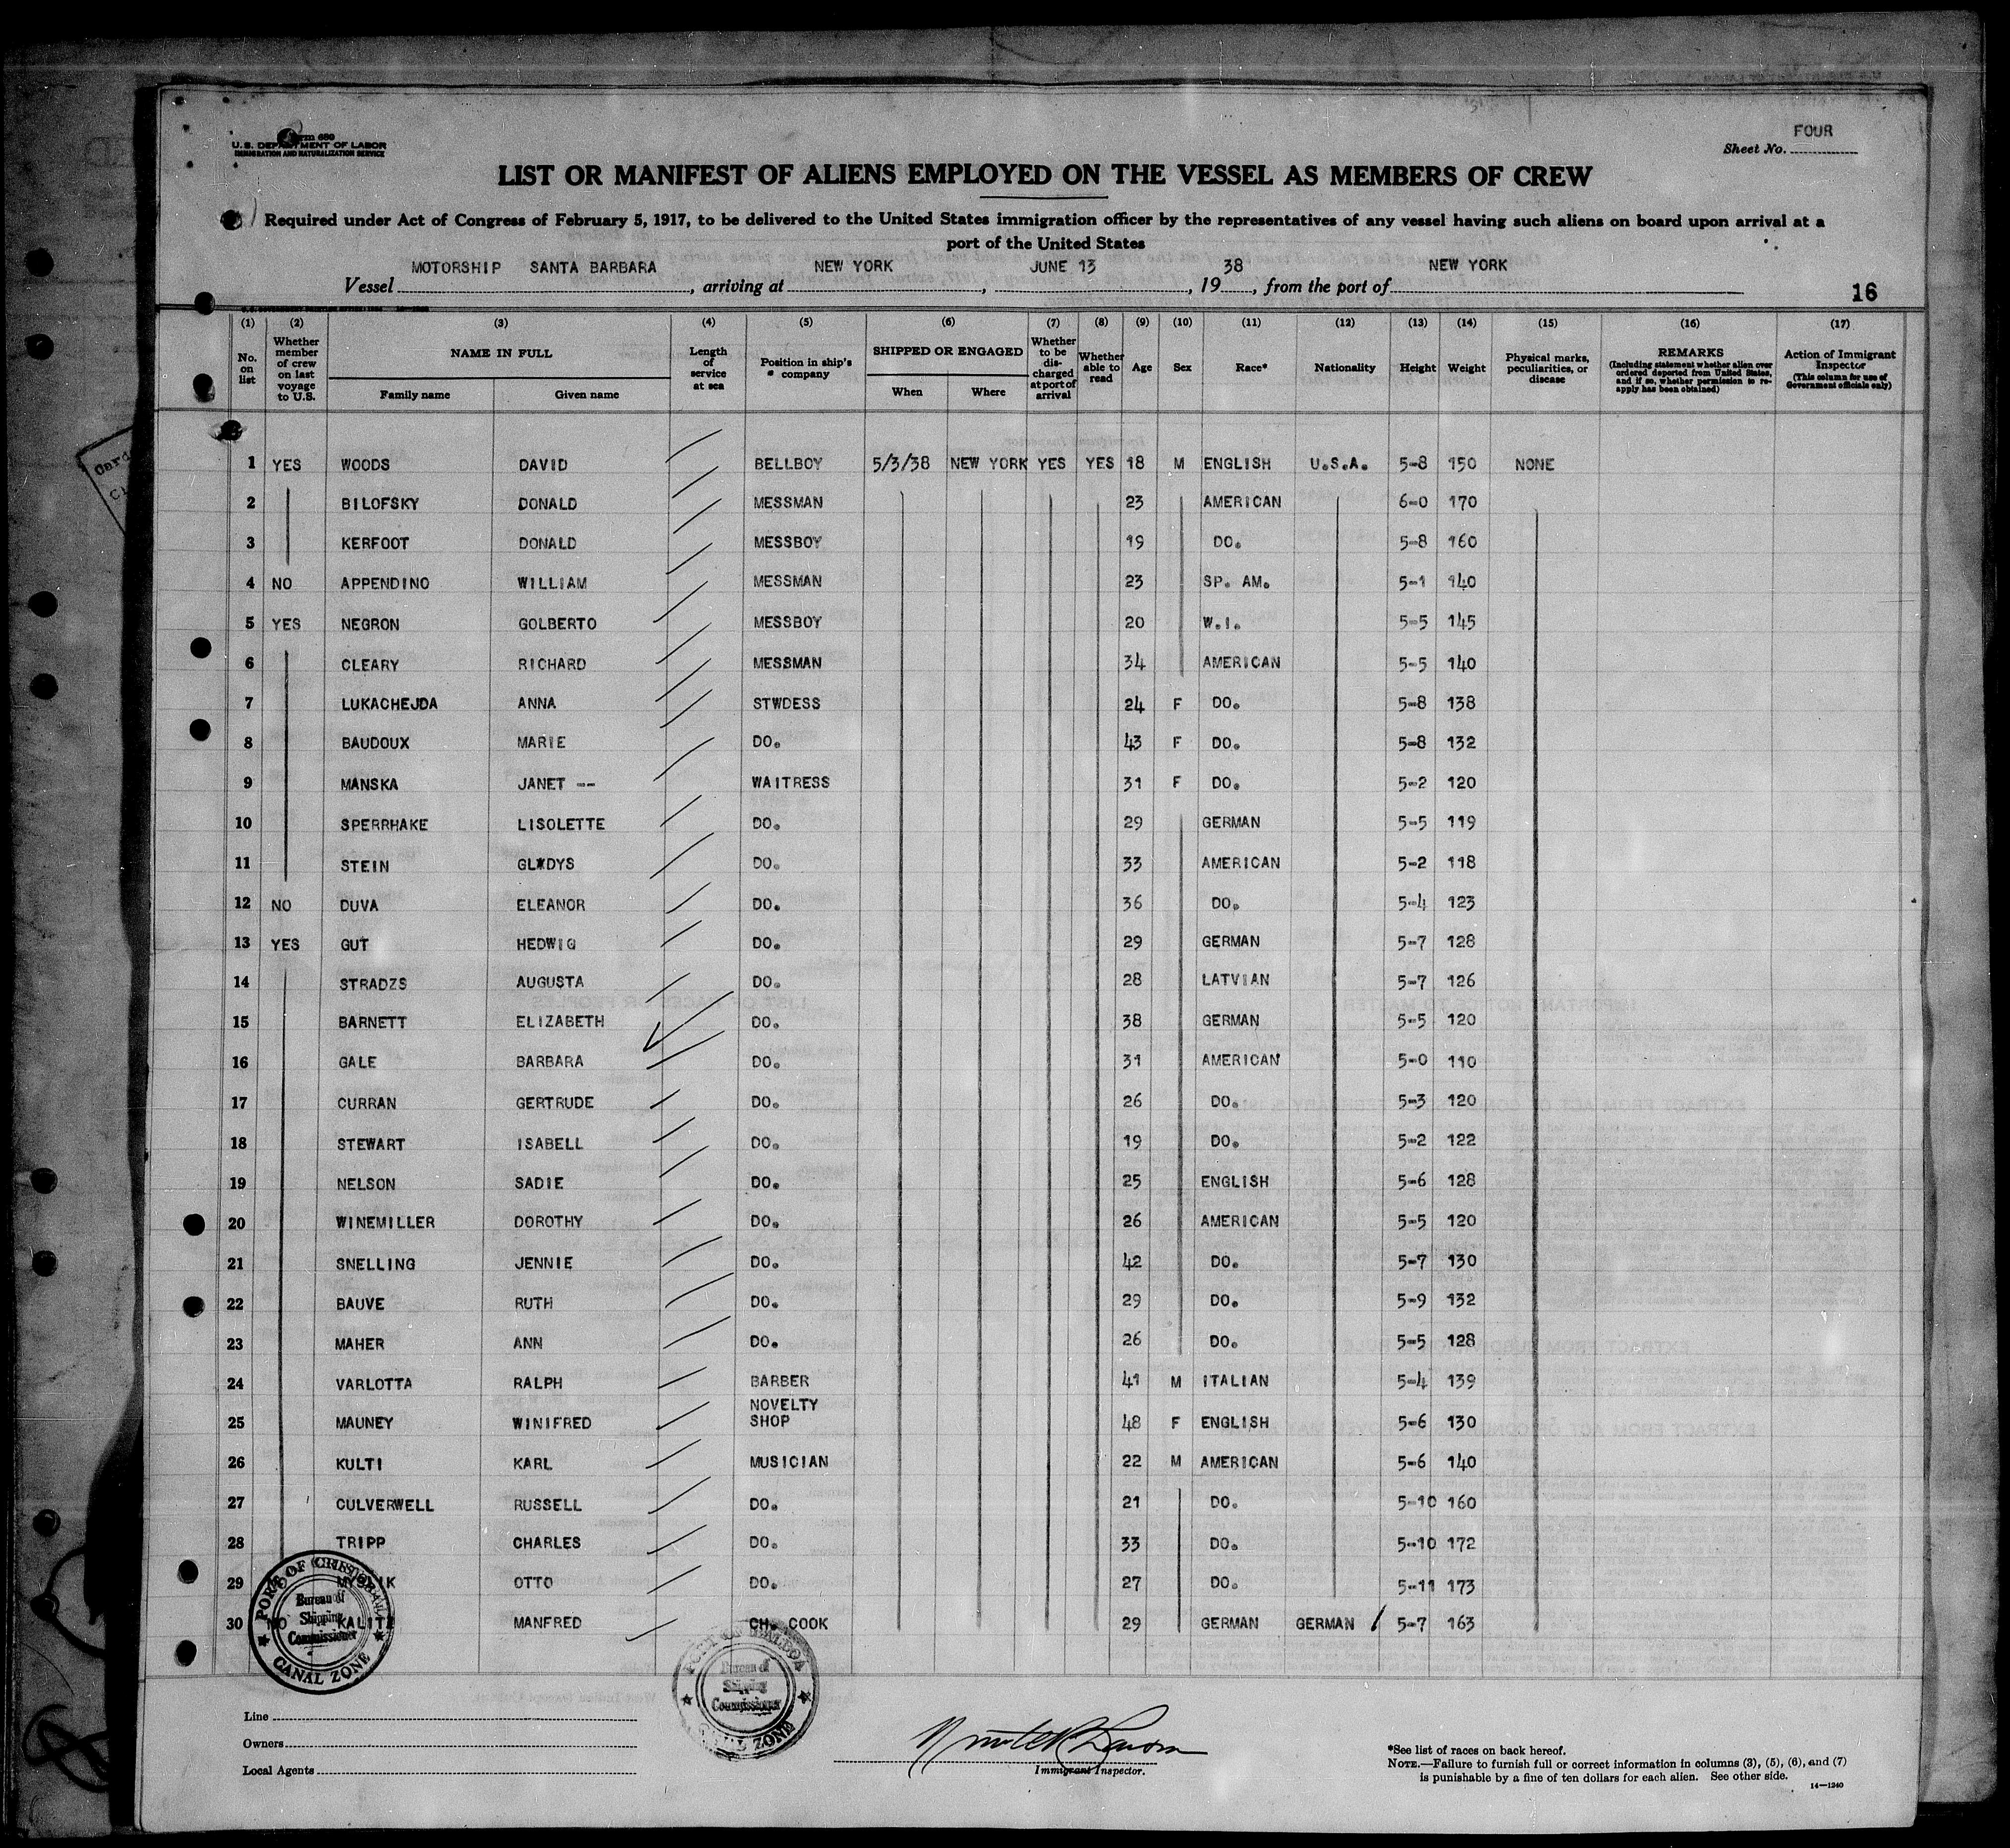 Form 680
U.S. DEPARTMENT OF LABOR
IMMIGRATION AND NATURALIZATION SERVICE
FOUR
Sheet No.
LIST OR MANIFEST OF ALIENS EMPLOYED ON THE VESSEL AS MEMBERS OF CREW
Required under Act of Congress of February 5, 1917, to be delivered to the United States immigration officer by the representatives of any vessel having such aliens on board upon arrival at a
port of the United States
Vessel MOTORSHIP SANTA BARBARA, arriving at NEW YORK, JUNE 13, 1938, from the port of NEW YORK
16
(1) (2) (3) (4) (5) (6) (7) (8) (9) (10) (11) (12) (13) (14) (15) (16) (17)
No. on list
Whether member of crew on last voyage to U.S.
NAME IN FULL
Family name Given name
Length of service at sea
Position in ship's company
SHIPPED OR ENGAGED
When Where
Whether to be discharged at port of arrival
Whether able to read
Age Sex Race* Nationality Height Weight
Physical marks, peculiarities, or disease
REMARKS
(Including statement whether alien ever ordered deported from United States, and if so, whether permission to reapply has been obtained)
Action of Immigrant Inspector
(This column for use of Government officials only)
1 YES WOODS DAVID BELLBOY 5/3/38 NEW YORK YES YES 18 M ENGLISH U.S.A. 5-8 150 NONE
2 BILOFSKY DONALD MESSMAN 23 AMERICAN 6-0 170
3 KERFOOT DONALD MESSBOY 19 DO. 5-8 160
4 NO APPENDINO WILLIAM MESSMAN 23 SP. AM. 5-1 140
5 YES NEGRON GOLBERTO MESSBOY 20 W.I. 5-5 145
6 CLEARY RICHARD MESSMAN 34 AMERICAN 5-5 140
7 LUKACHEJDA ANNA STWDESS 24 F DO. 5-8 138
8 BAUDOUX MARIE DO. 43 F DO. 5-8 132
9 MANSKA JANET -- WAITRESS 31 F DO. 5-2 120
10 SPERRHAKE LISOLETTE DO. 29 GERMAN 5-5 119
11 STEIN GLADYS DO. 33 AMERICAN 5-2 118
12 NO DUVA ELEANOR DO. 36 DO. 5-4 123
13 YES GUT HEDWIG DO. 29 GERMAN 5-7 128
14 STRADZS AUGUSTA DO. 28 LATVIAN 5-7 126
15 BARNETT ELIZABETH DO. 38 GERMAN 5-5 120
16 GALE BARBARA DO. 31 AMERICAN 5-0 110
17 CURRAN GERTRUDE DO. 26 DO. 5-3 120
18 STEWART ISABELL DO. 19 DO. 5-2 122
19 NELSON SADIE DO. 25 ENGLISH 5-6 128
20 WINEMILLER DOROTHY DO. 26 AMERICAN 5-5 120
21 SNELLING JENNIE DO. 42 DO. 5-7 130
22 BAUVE RUTH DO. 29 DO. 5-9 132
23 MAHER ANN DO. 26 DO. 5-5 128
24 VARLOTTA RALPH BARBER 41 M ITALIAN 5-4 139
25 MAUNEY WINIFRED NOVELTY SHOP 48 F ENGLISH 5-6 130
26 KULTI KARL MUSICIAN 22 M AMERICAN 5-6 140
27 CULVERWELL RUSSELL DO. 21 DO. 5-10 160
28 TRIPP CHARLES DO. 33 DO. 5-10 172
29 OTTO DO. 27 DO. 5-11 173
30 NO MANFRED CH. COOK 29 GERMAN GERMAN 5-7 163
PORT OF CRISTOBAL
Bureau of
Shipping
Commissioner
CANAL ZONE
PORT OF BALBOA
Bureau of
Shipping
Commissioner
CANAL ZONE
Line
Owners
Local Agents
Immigrant Inspector.
*See list of races on back hereof.
NOTE.—Failure to furnish full or correct information in columns (3), (5), (6), and (7)
is punishable by a fine of ten dollars for each alien. See other side.
14—1240